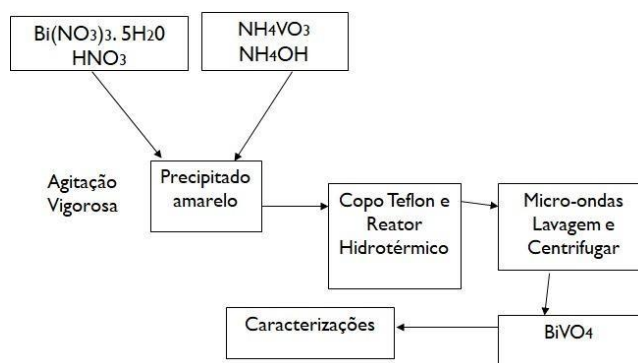 Bi(NO3)3. 5H20
HNO3
NH4VO3
NH4OH
Agitação
Vigorosa
Precipitado
amarelo
Copo Teflon e
Reator
Hidrotérmico
Micro-ondas
Lavagem e
Centrifugar
Caracterizações
BiVO4